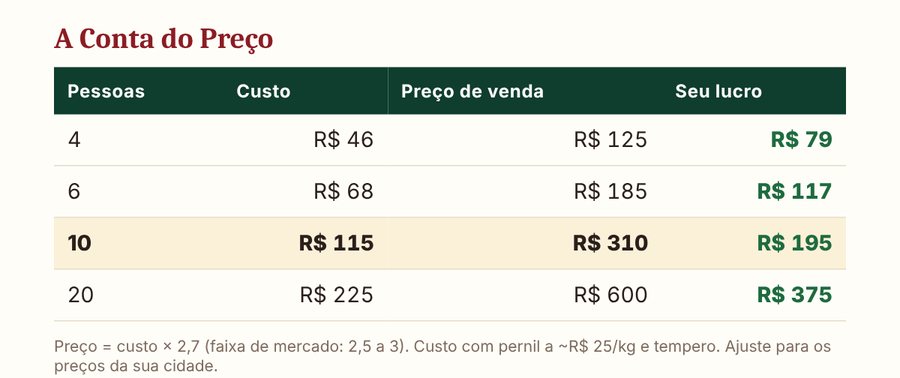 A Conta do Preço
Pessoas Custo Preço de venda Seu lucro
4 R$ 46 R$ 125 R$ 79
6 R$ 68 R$ 185 R$ 117
10 R$ 115 R$ 310 R$ 195
20 R$ 225 R$ 600 R$ 375
Preço = custo × 2,7 (faixa de mercado: 2,5 a 3). Custo com pernil a ~R$ 25/kg e tempero. Ajuste para os
preços da sua cidade.